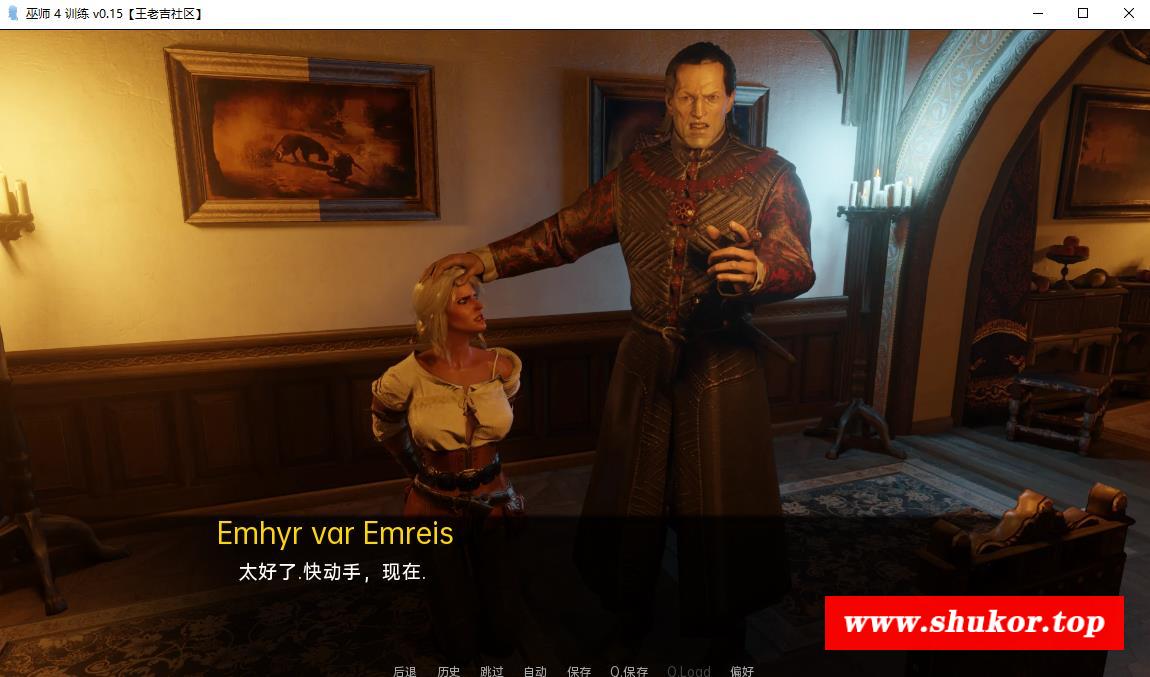 巫师 4 训练 v0.15【王老吉社区】
Emhyr var Emreis
太好了.快动手，现在.
www.shukor.top
后退 历史 跳过 自动 保存 Q.保存 Q.Load 偏好